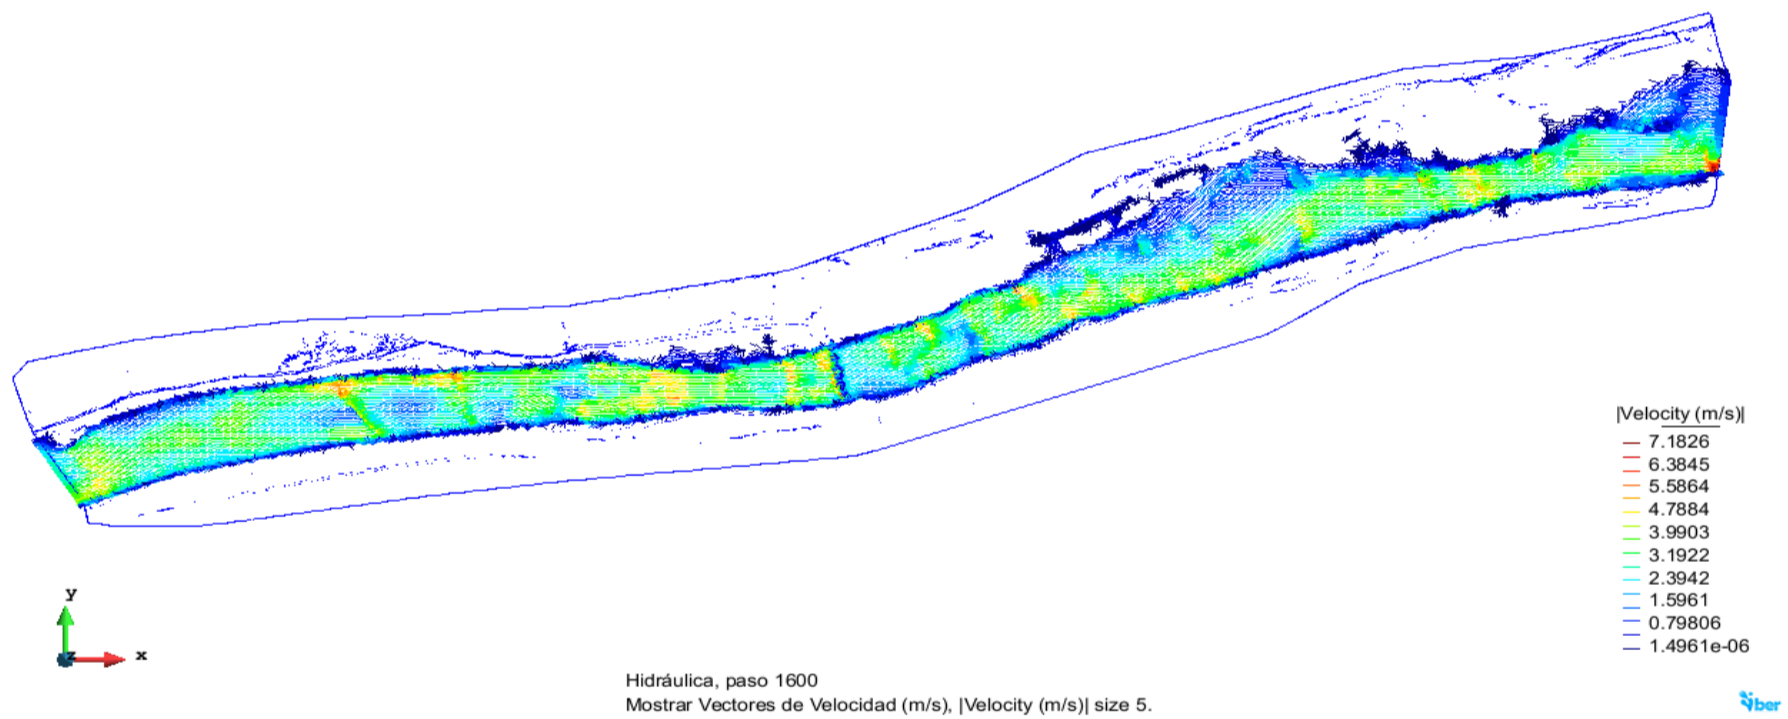 |Velocity (m/s)|
7.1826
6.3845
5.5864
4.7884
3.9903
3.1922
2.3942
1.5961
0.79806
1.4961e-06
y
z x
Hidráulica, paso 1600
Mostrar Vectores de Velocidad (m/s), |Velocity (m/s)| size 5.
iber